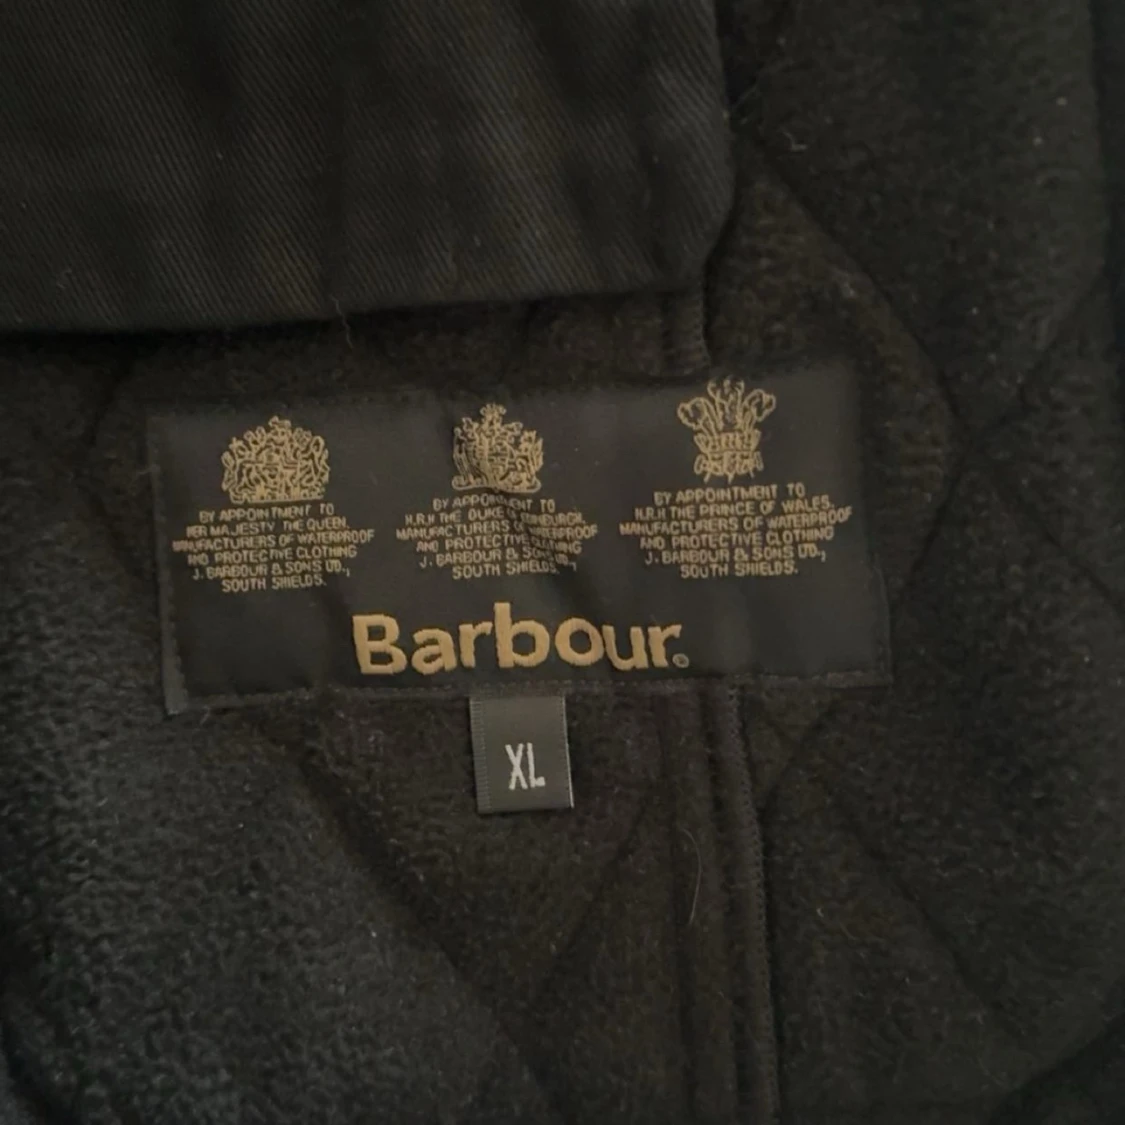 BY APPOINTMENT TO
HER MAJESTY THE QUEEN,
MANUFACTURERS OF WATERPROOF
AND PROTECTIVE CLOTHING
J. BARBOUR & SONS LTD.,
SOUTH SHIELDS.
BY APPOINTMENT TO
H.R.H THE DUKE EDINBURGH,
MANUFACTURERS OF WATERPROOF
AND PROTECTIVE CLOTHING
J. BARBOUR & SONS LTD.,
SOUTH SHIELDS.
BY APPOINTMENT TO
H.R.H THE PRINCE OF WALES,
MANUFACTURERS OF WATERPROOF
AND PROTECTIVE CLOTHING
J. BARBOUR & SONS LTD.,
SOUTH SHIELDS.
Barbour®
XL